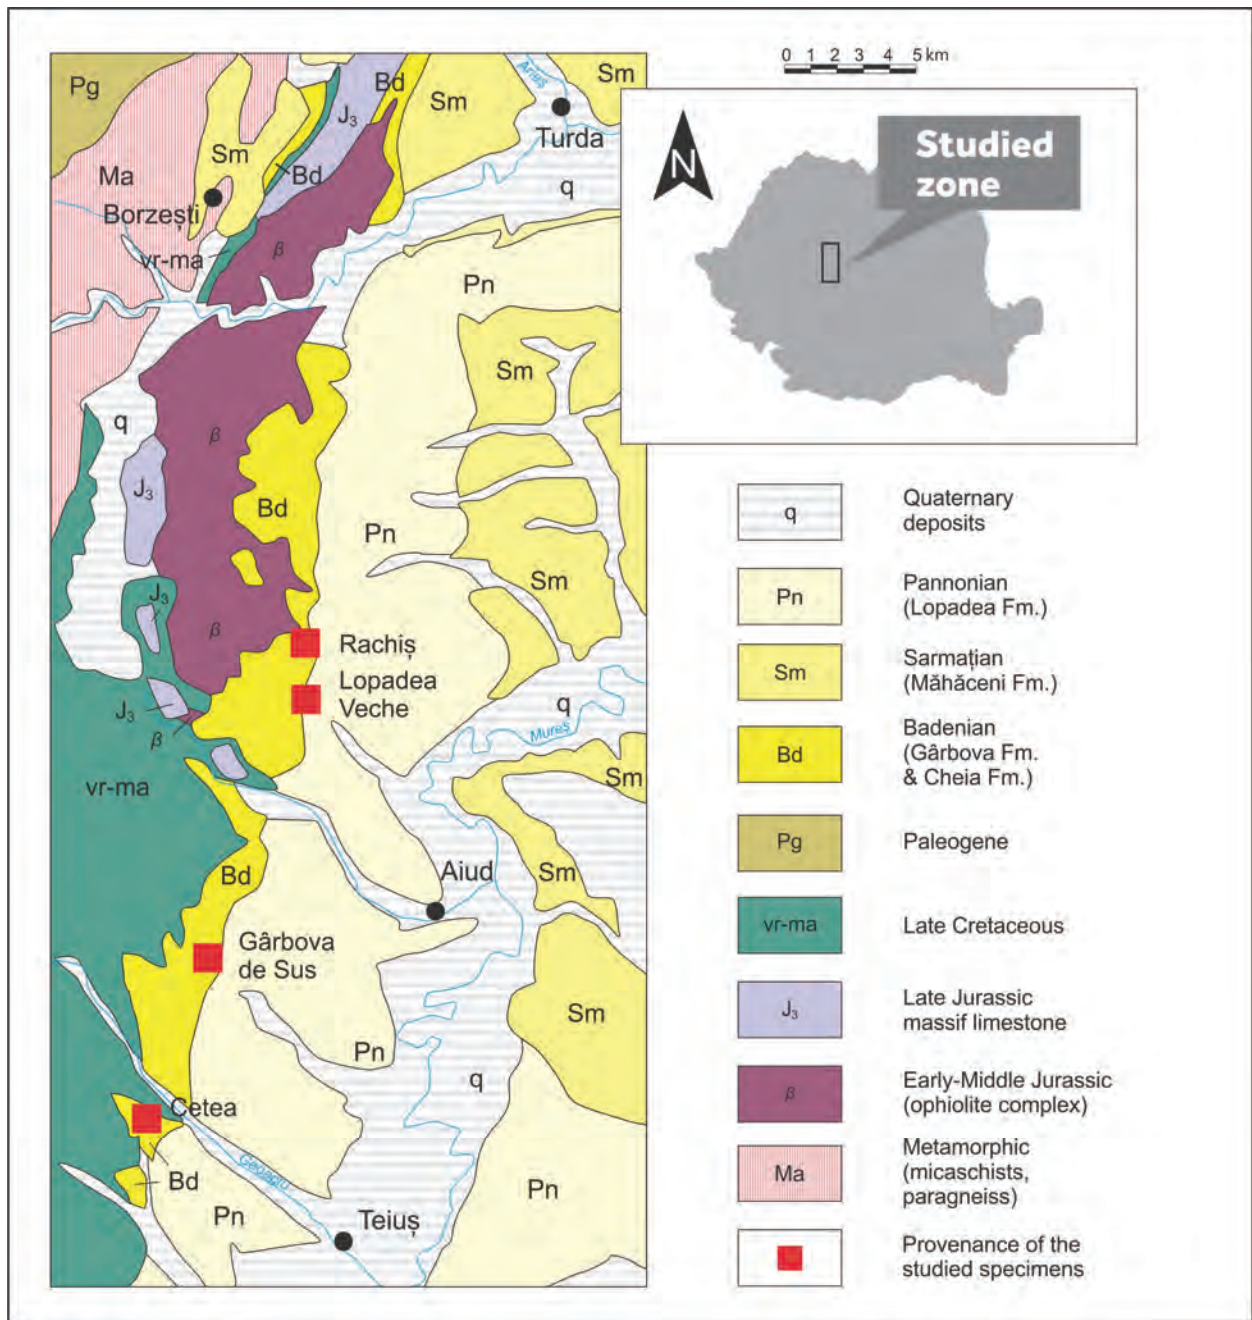 0 1 2 3 4 5 km
Pg
Ma
Sm
Borzești
vr-ma
Bd
J₃
Bd
Sm
Arieș
Sm
Turda
q
β
Pn
N
Studied
zone
q
J₃
β
Bd
Pn
Sm
Sm
J₃
β
Rachiș
Lopadea
Veche
J₃
β
q
Mureș
Sm
vr-ma
Bd
Aiud
Sm
Gârbova
de Sus
Pn
Sm
q
Cetea
Bd
Pn
Geoagiu
Teiuș
Pn
q
Quaternary
deposits
Pn
Pannonian
(Lopadea Fm.)
Sm
Sarmațian
(Măhăceni Fm.)
Bd
Badenian
(Gârbova Fm.
& Cheia Fm.)
Pg
Paleogene
vr-ma
Late Cretaceous
J₃
Late Jurassic
massif limestone
β
Early-Middle Jurassic
(ophiolite complex)
Ma
Metamorphic
(micaschists,
paragneiss)
Provenance of the
studied specimens